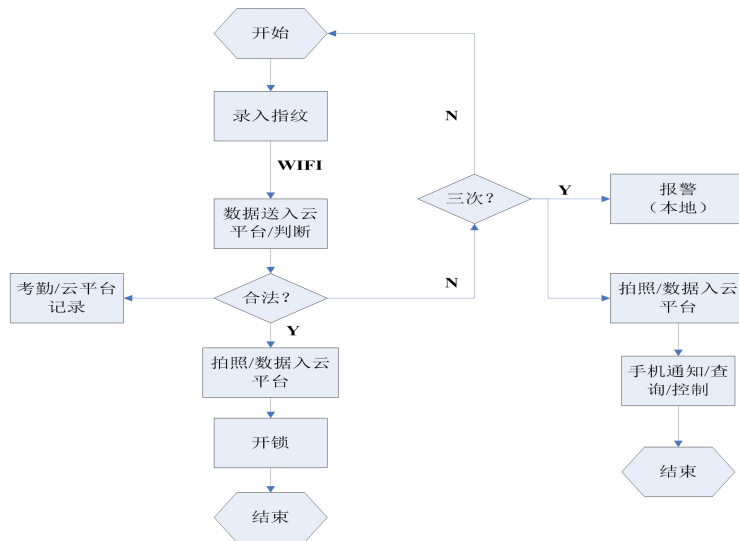 开始
录入指纹
N
WIFI
三次？
Y
报警
（本地）
数据送入云
平台/判断
考勤/云平台
记录
合法？
N
拍照/数据入云
平台
Y
拍照/数据入云
平台
手机通知/查
询/控制
开锁
结束
结束